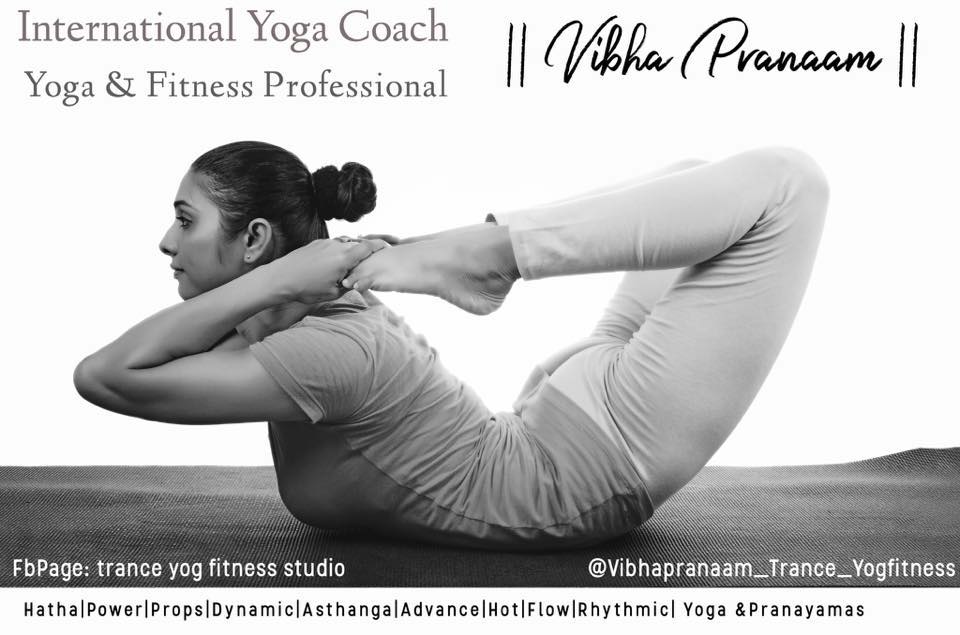 International Yoga Coach
Yoga & Fitness Professional
|| Vibha Pranaam ||
FbPage: trance yog fitness studio
@Vibhapranaam_Trance_Yogfitness
Hatha|Power|Props|Dynamic|Asthanga|Advance|Hot|Flow|Rhythmic| Yoga &Pranayamas